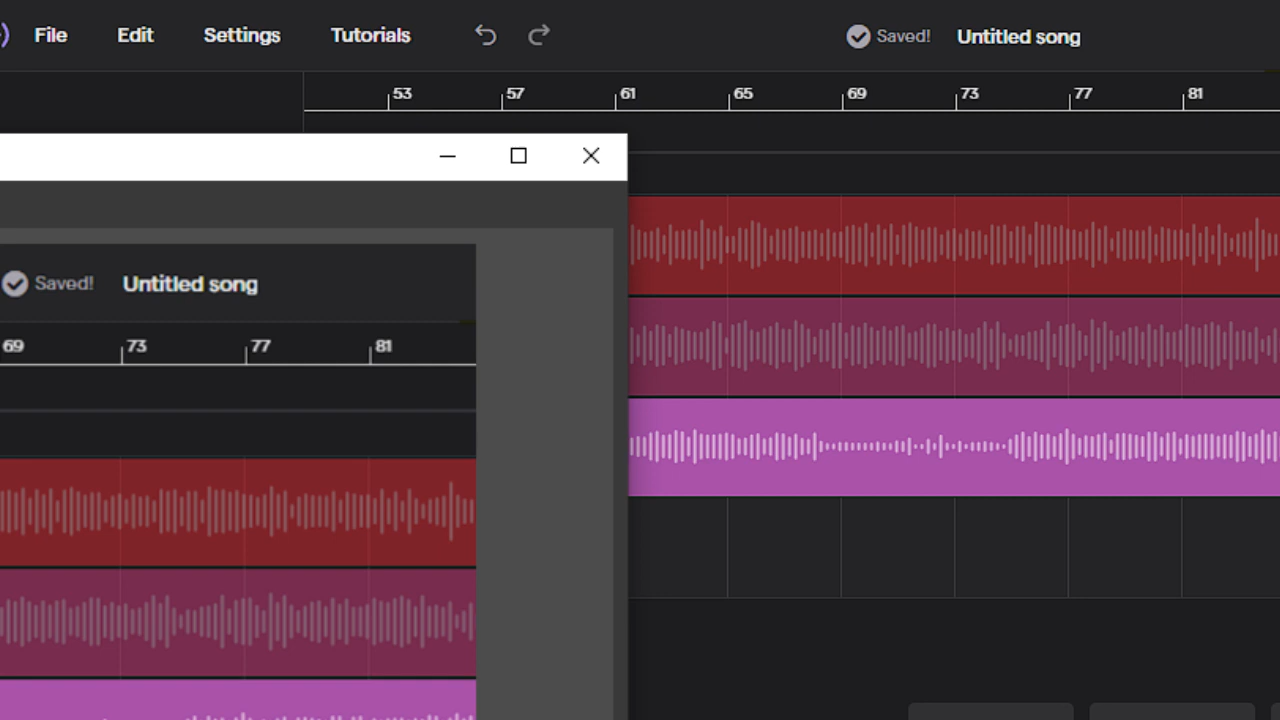 File Edit Settings Tutorials Saved! Untitled song
53 57 61 65 69 73 77 81
Saved! Untitled song
69 73 77 81